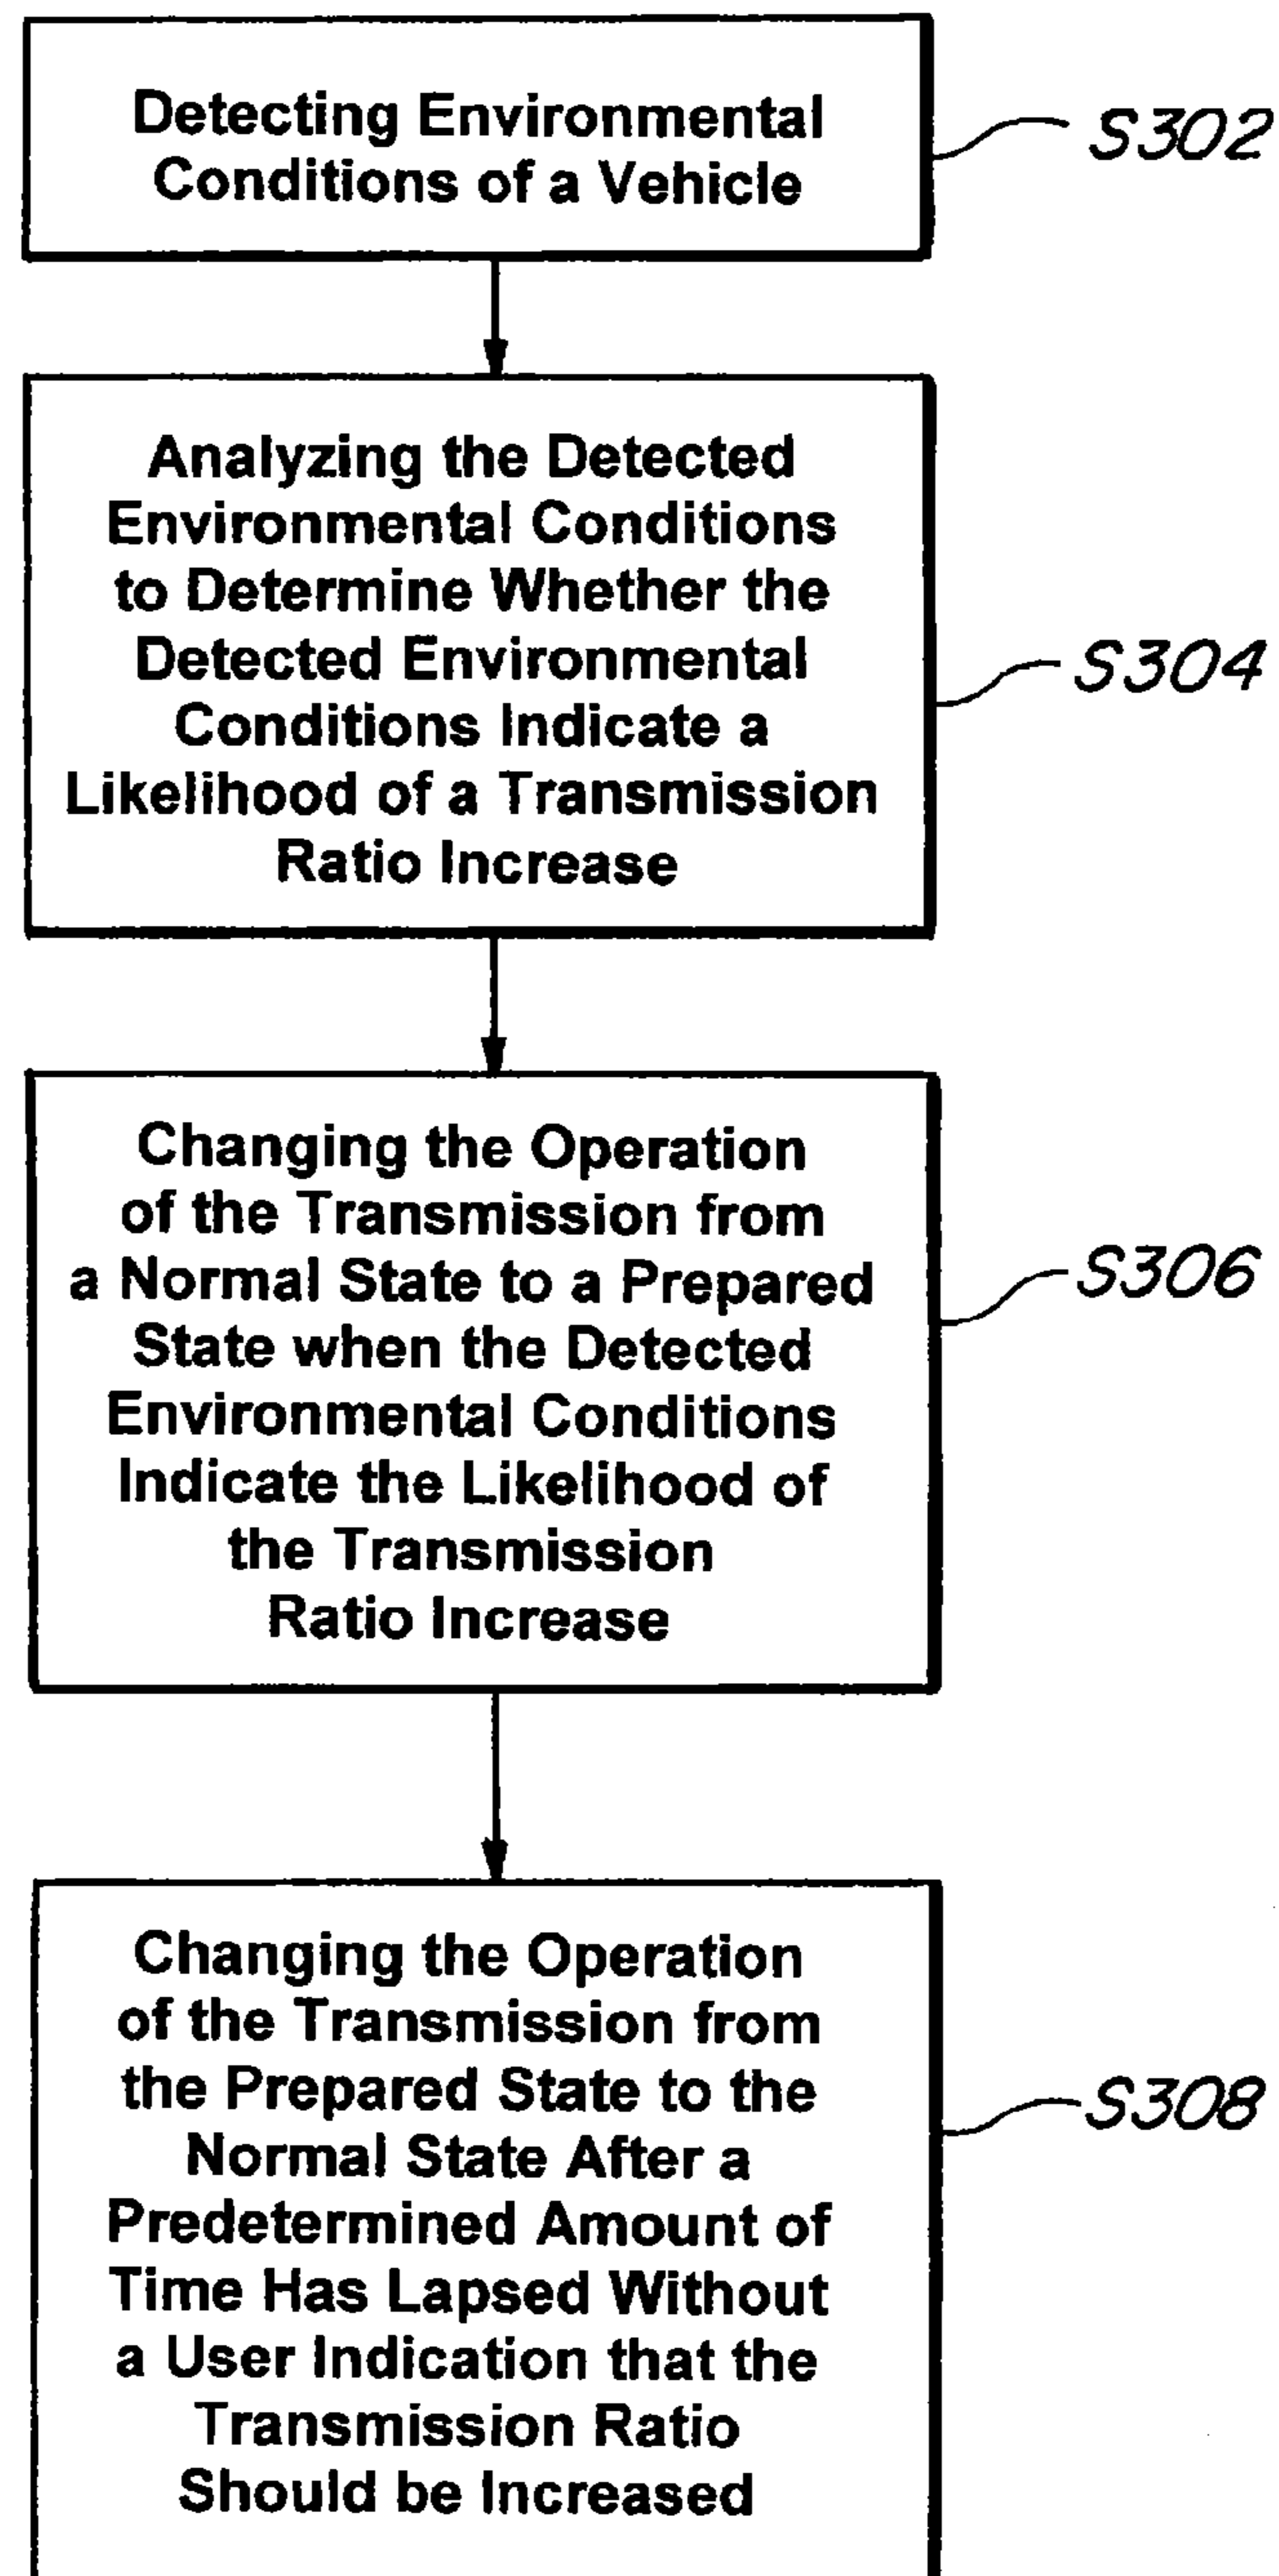 Detecting Environmental
Conditions of a Vehicle
S302
Analyzing the Detected
Environmental Conditions
to Determine Whether the
Detected Environmental
Conditions Indicate a
Likelihood of a Transmission
Ratio Increase
S304
Changing the Operation
of the Transmission from
a Normal State to a Prepared
State when the Detected
Environmental Conditions
Indicate the Likelihood of
the Transmission
Ratio Increase
S306
Changing the Operation
of the Transmission from
the Prepared State to the
Normal State After a
Predetermined Amount of
Time Has Lapsed Without
a User Indication that the
Transmission Ratio
Should be Increased
S308